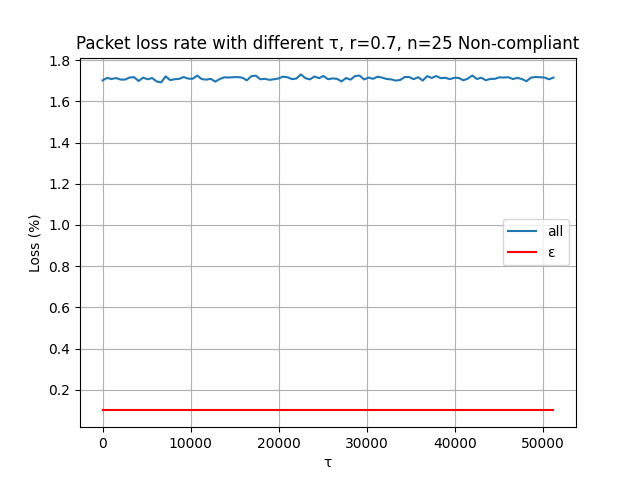 Packet loss rate with different τ, r=0.7, n=25 Non-compliant
1.8
1.6
1.4
1.2
1.0
0.8
0.6
0.4
0.2
Loss (%)
all
ε
0 10000 20000 30000 40000 50000
τ